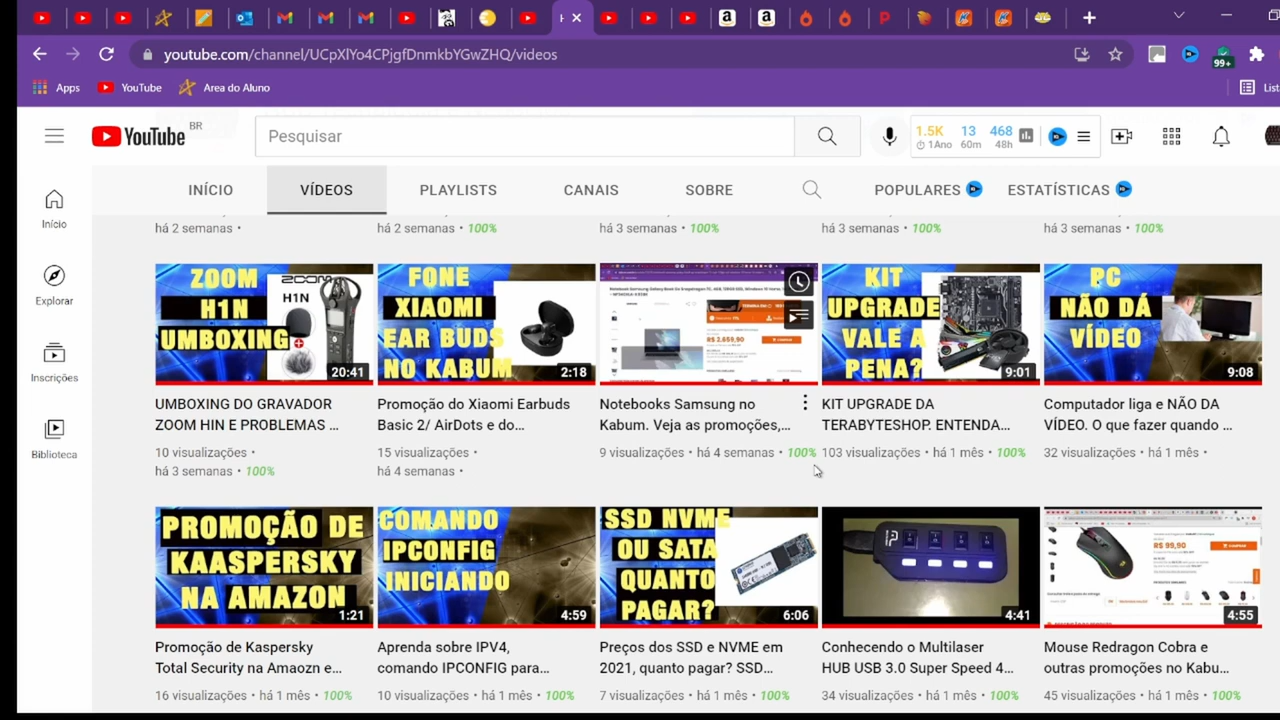 youtube.com/channel/UCpXlYo4CPjgfDnmkbYGwZHQ/videos
99+
Apps
YouTube
Area do Aluno
List
YouTube
BR
Pesquisar
1.5K 13 468
1Ano 60m 48h
INÍCIO
VÍDEOS
PLAYLISTS
CANAIS
SOBRE
POPULARES
ESTATÍSTICAS
Início
Explorar
Inscrições
Biblioteca
há 2 semanas •
há 2 semanas • 100%
há 3 semanas • 100%
há 3 semanas • 100%
há 3 semanas • 100%
ZOOM
H1N
UMBOXING
ZOOM
H1N
20:41
FONE
XIAOMI
EAR BUDS
NO KABUM
2:18
R$ 2.659,90
KIT
UPGRADE
VALE A
PENA?
9:01
PC
NÃO DÁ
VÍDEO
9:08
UMBOXING DO GRAVADOR
ZOOM HIN E PROBLEMAS ...
10 visualizações •
há 3 semanas • 100%
Promoção do Xiaomi Earbuds
Basic 2/ AirDots e do...
15 visualizações •
há 4 semanas •
Notebooks Samsung no
Kabum. Veja as promoções,...
9 visualizações • há 4 semanas • 100%
KIT UPGRADE DA
TERABYTESHOP. ENTENDA...
103 visualizações • há 1 mês • 100%
Computador liga e NÃO DA
VÍDEO. O que fazer quando ...
32 visualizações • há 1 mês •
PROMOÇÃO DE
KAASPERSKY
NA AMAZON
1:21
COMANDO
IPCONFIG
INICIANDO
4:59
SSD NVME
OU SATA
QUANTO
PAGAR?
6:06
4:41
R$ 99,90
4:55
Promoção de Kaspersky
Total Security na Amaozn e...
16 visualizações • há 1 mês • 100%
Aprenda sobre IPV4,
comando IPCONFIG para...
10 visualizações • há 1 mês • 100%
Preços dos SSD e NVME em
2021, quanto pagar? SSD...
7 visualizações • há 1 mês • 100%
Conhecendo o Multilaser
HUB USB 3.0 Super Speed 4...
34 visualizações • há 1 mês • 100%
Mouse Redragon Cobra e
outras promoções no Kabu...
45 visualizações • há 1 mês • 100%